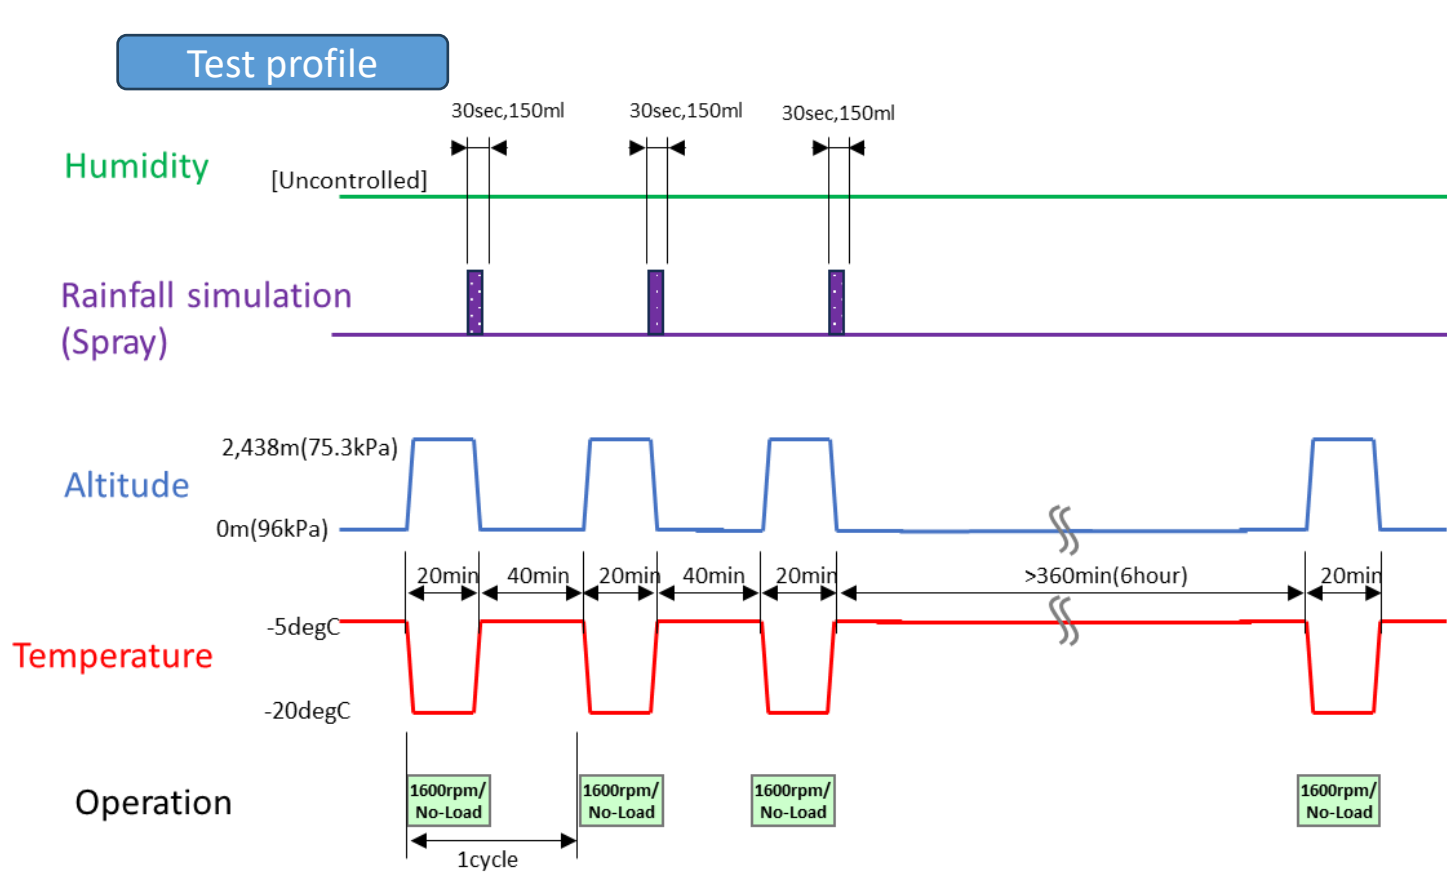 Test profile
30sec,150ml
30sec,150ml
30sec,150ml
Humidity
[Uncontrolled]
Rainfall simulation
(Spray)
2,438m(75.3kPa)
Altitude
0m(96kPa)
20min
40min
20min
40min
20min
>360min(6hour)
20min
-5degC
Temperature
-20degC
Operation
1600rpm/
No-Load
1600rpm/
No-Load
1600rpm/
No-Load
1600rpm/
No-Load
1cycle